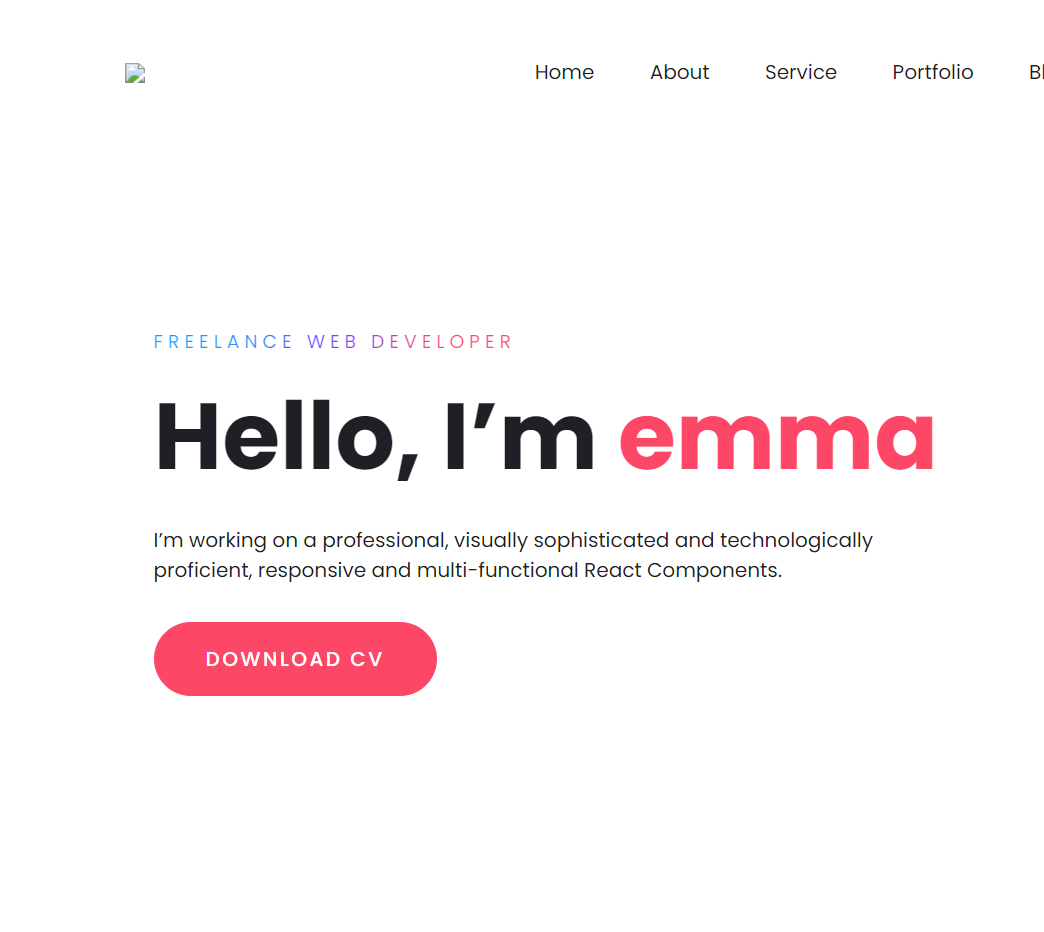 Home About Service Portfolio
FREELANCE WEB DEVELOPER
Hello, I’m emma
I’m working on a professional, visually sophisticated and technologically
proficient, responsive and multi-functional React Components.
DOWNLOAD CV